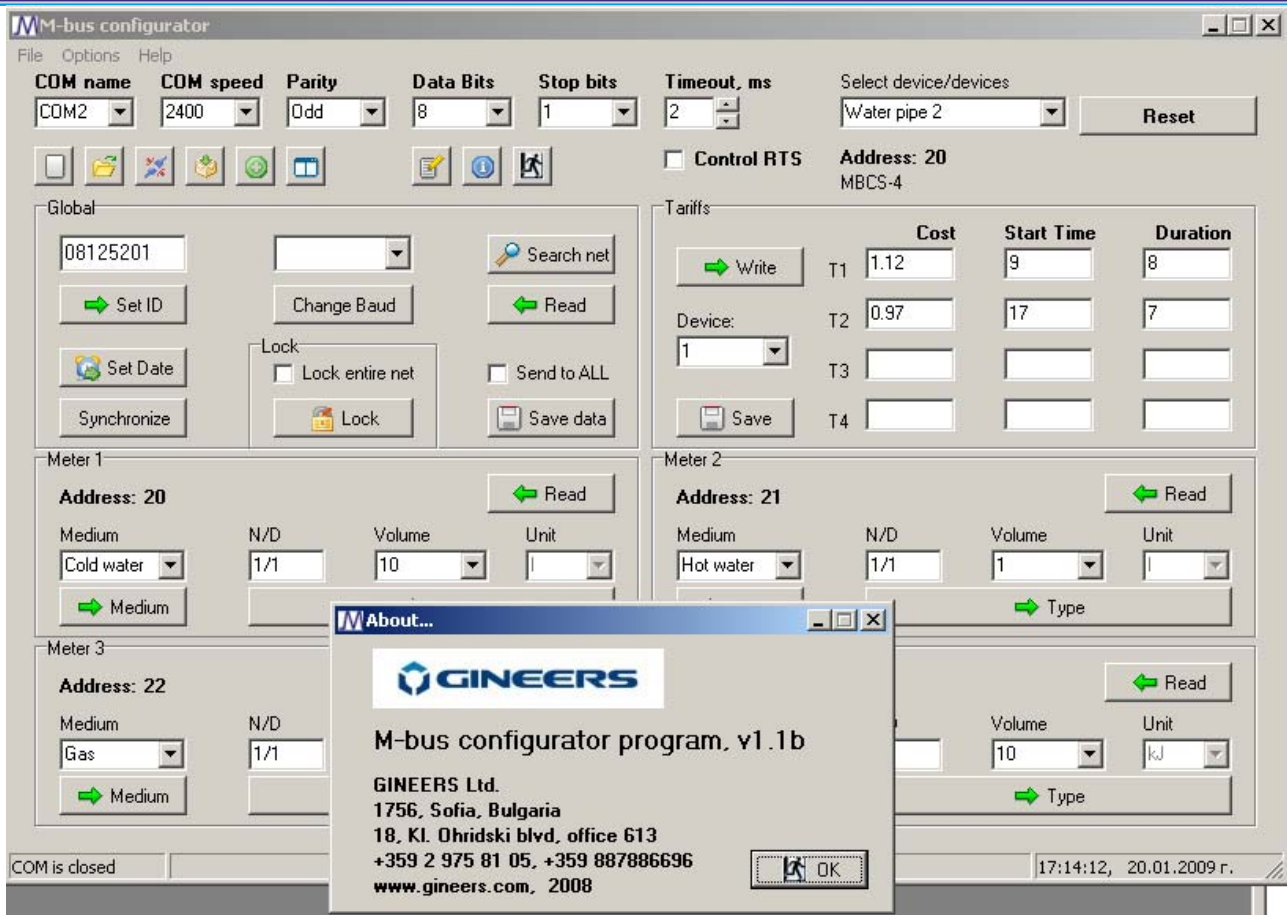 M-bus configurator
File Options Help
COM name COM speed Parity Data Bits Stop bits Timeout, ms Select device/devices
COM2 2400 Odd 8 1 2 Water pipe 2 Reset
Control RTS Address: 20
MBCS-4
Global
08125201 Search net
Set ID Change Baud Read
Set Date
Lock
Lock entire net Send to ALL
Synchronize Lock Save data
Tariffs
Cost Start Time Duration
Write T1 1.12 9 8
Device: T2 0.97 17 7
1
T3
Save T4
Meter 1
Address: 20 Read
Medium N/D Volume Unit
Cold water 1/1 10 l
Medium
Meter 2
Address: 21 Read
Medium N/D Volume Unit
Hot water 1/1 1 l
Type
Meter 3
Address: 22
Medium N/D
Gas 1/1
Medium
Read
Volume Unit
10 kJ
Type
About...
GINEERS
M-bus configurator program, v1.1b
GINEERS Ltd.
1756, Sofia, Bulgaria
18, Kl. Ohridski blvd, office 613
+359 2 975 81 05, +359 887886696
www.gineers.com, 2008
OK
COM is closed 17:14:12, 20.01.2009 г.